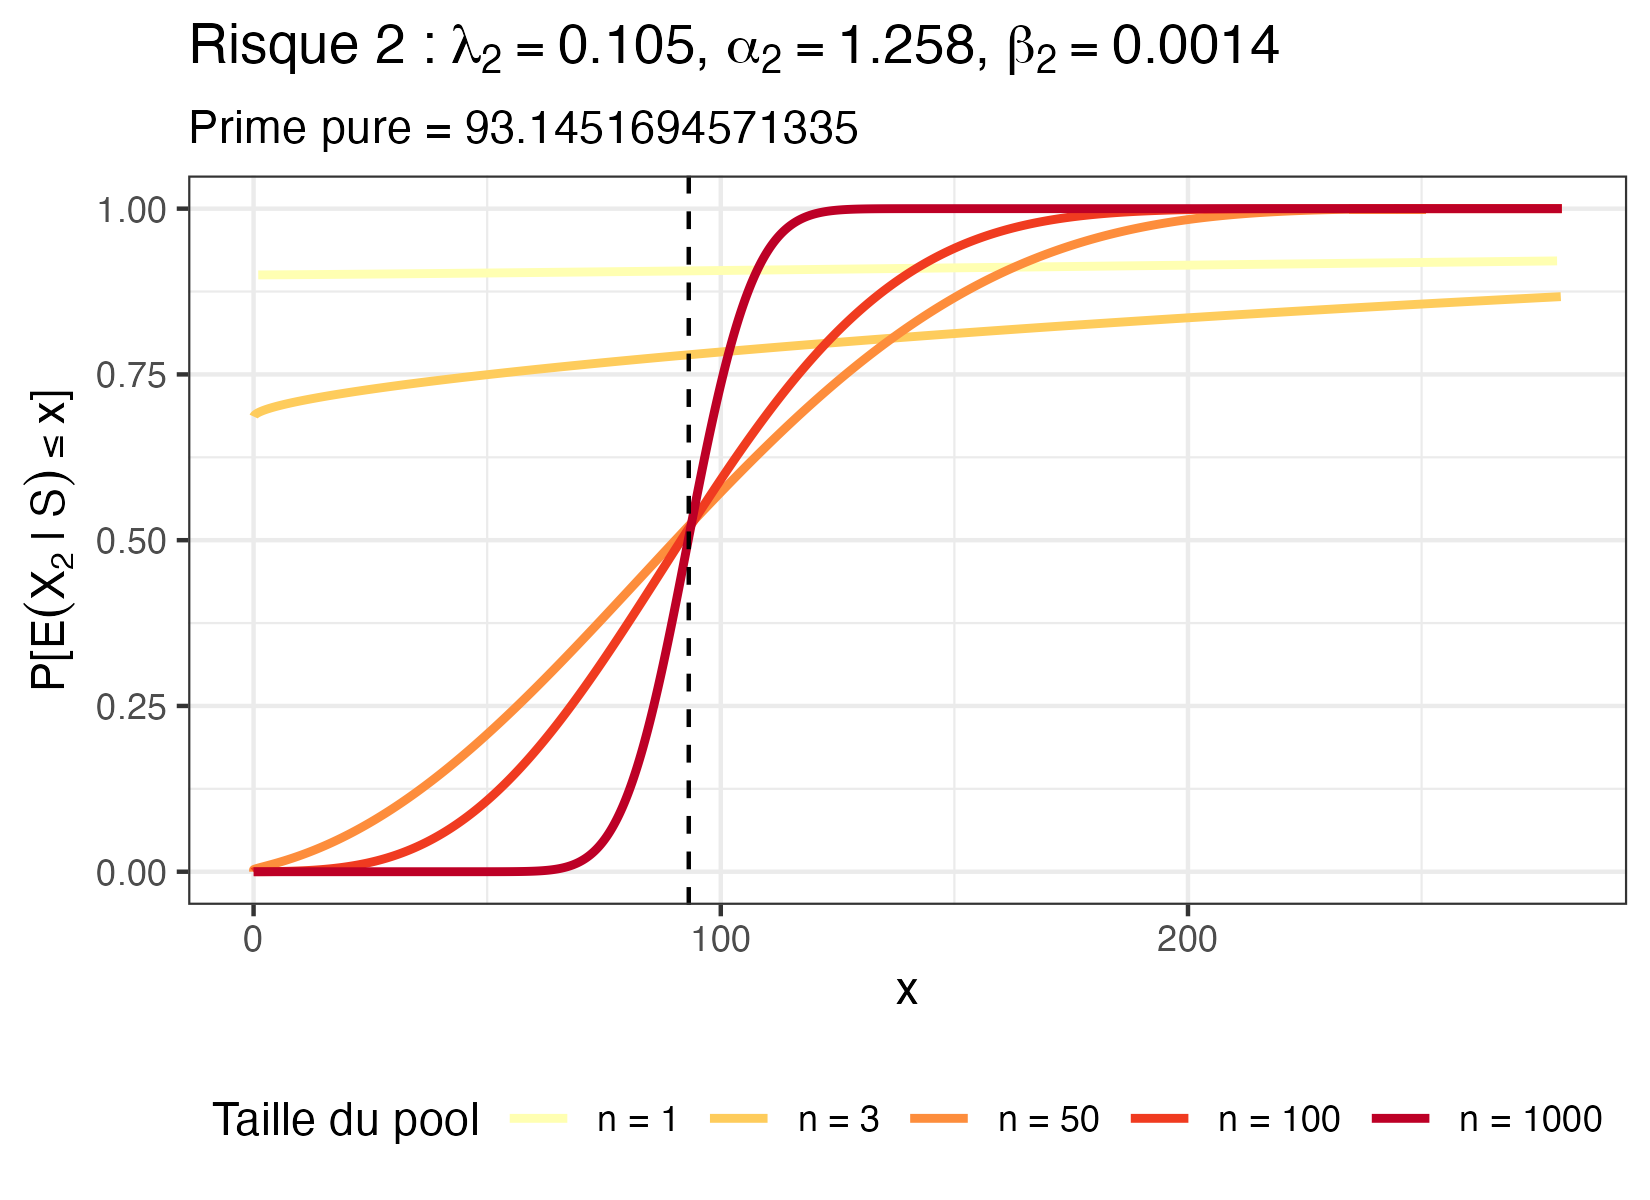 Risque 2 : λ₂ = 0.105, α₂ = 1.258, β₂ = 0.0014
Prime pure = 93.1451694571335
P[E(X₂ | S) ≤ x]
1.00
0.75
0.50
0.25
0.00
0 100 200
x
Taille du pool n = 1 n = 3 n = 50 n = 100 n = 1000